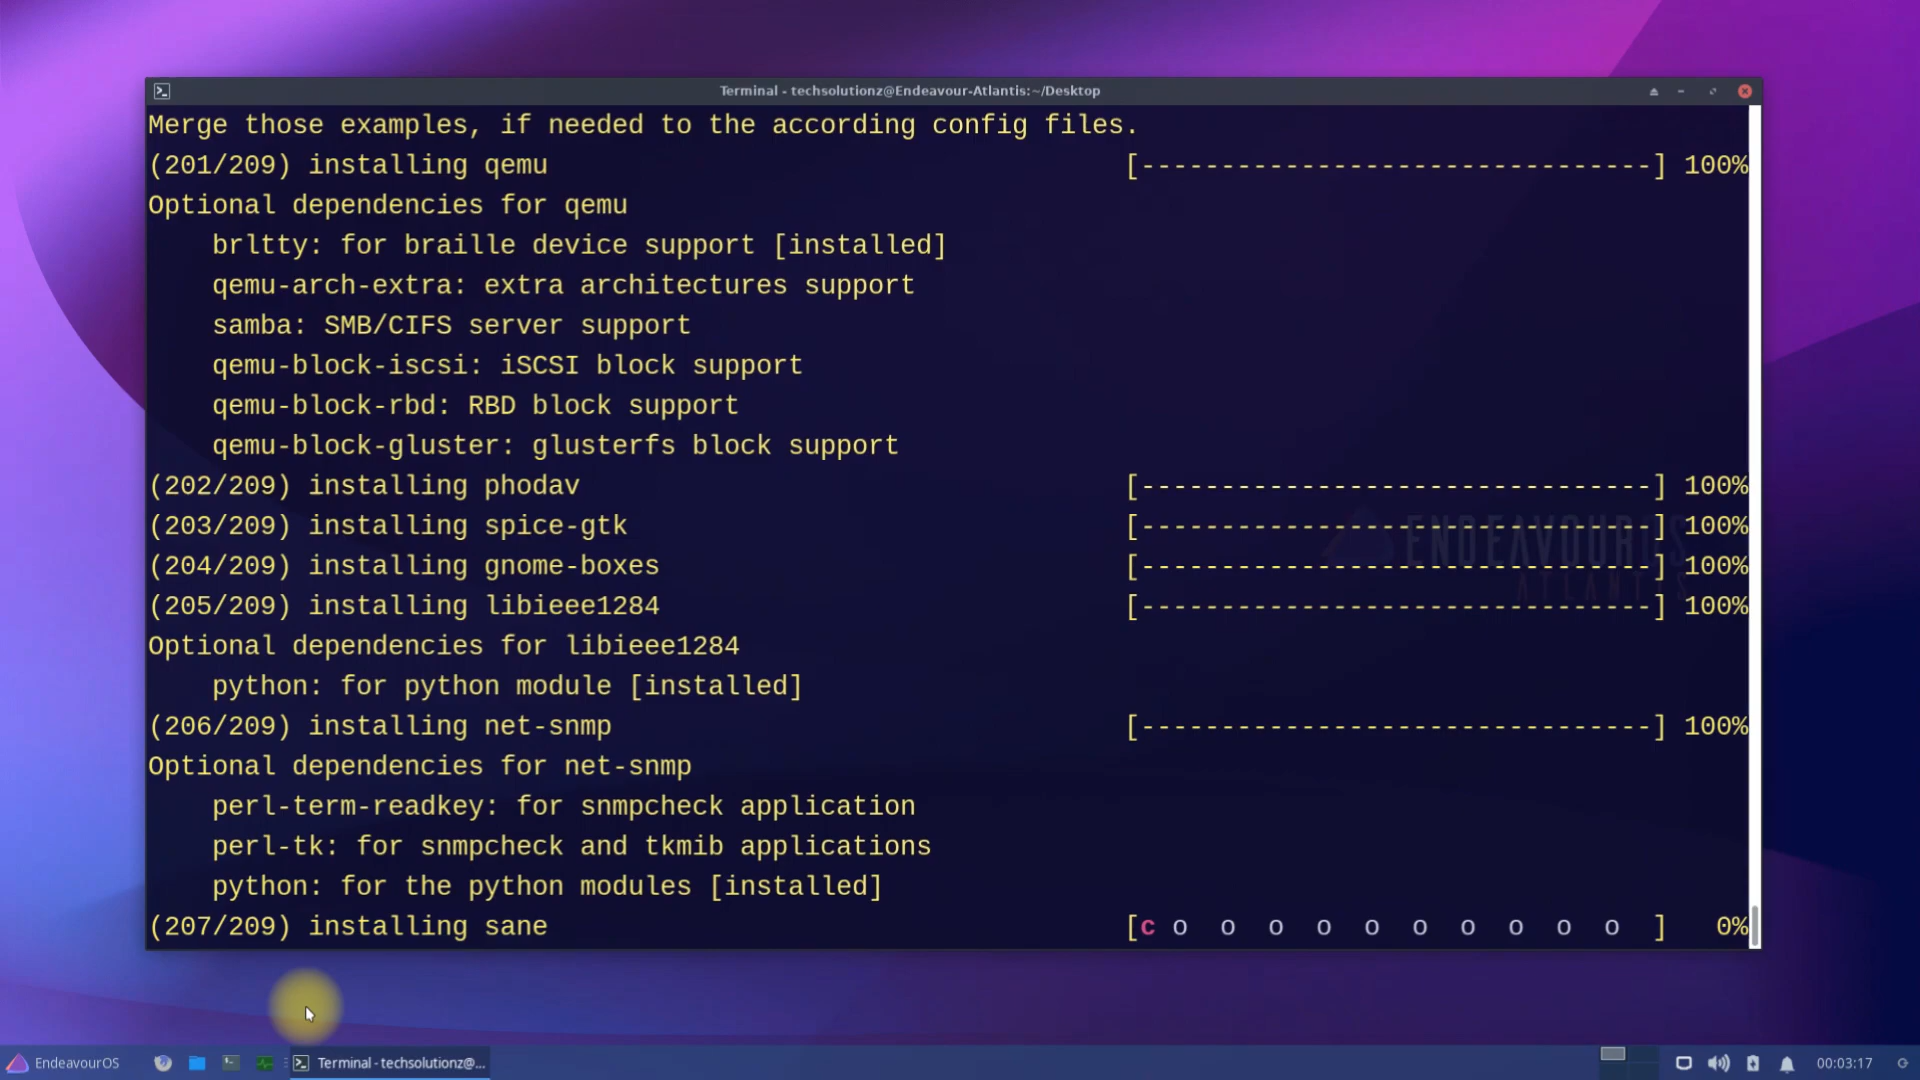 Terminal - techsolutionz@Endeavour-Atlantis:~/Desktop
Merge those examples, if needed to the according config files.
(201/209) installing qemu [--------------------------------] 100%
Optional dependencies for qemu
brltty: for braille device support [installed]
qemu-arch-extra: extra architectures support
samba: SMB/CIFS server support
qemu-block-iscsi: iSCSI block support
qemu-block-rbd: RBD block support
qemu-block-gluster: glusterfs block support
(202/209) installing phodav [--------------------------------] 100%
(203/209) installing spice-gtk [--------------------------------] 100%
(204/209) installing gnome-boxes [--------------------------------] 100%
(205/209) installing libieee1284 [--------------------------------] 100%
Optional dependencies for libieee1284
python: for python module [installed]
(206/209) installing net-snmp [--------------------------------] 100%
Optional dependencies for net-snmp
perl-term-readkey: for snmpcheck application
perl-tk: for snmpcheck and tkmib applications
python: for the python modules [installed]
(207/209) installing sane [c o o o o o o o o o o ] 0%
ENDEAVOUROS
ATLANTIS
EndeavourOS Terminal - techsolutionz@... 00:03:17